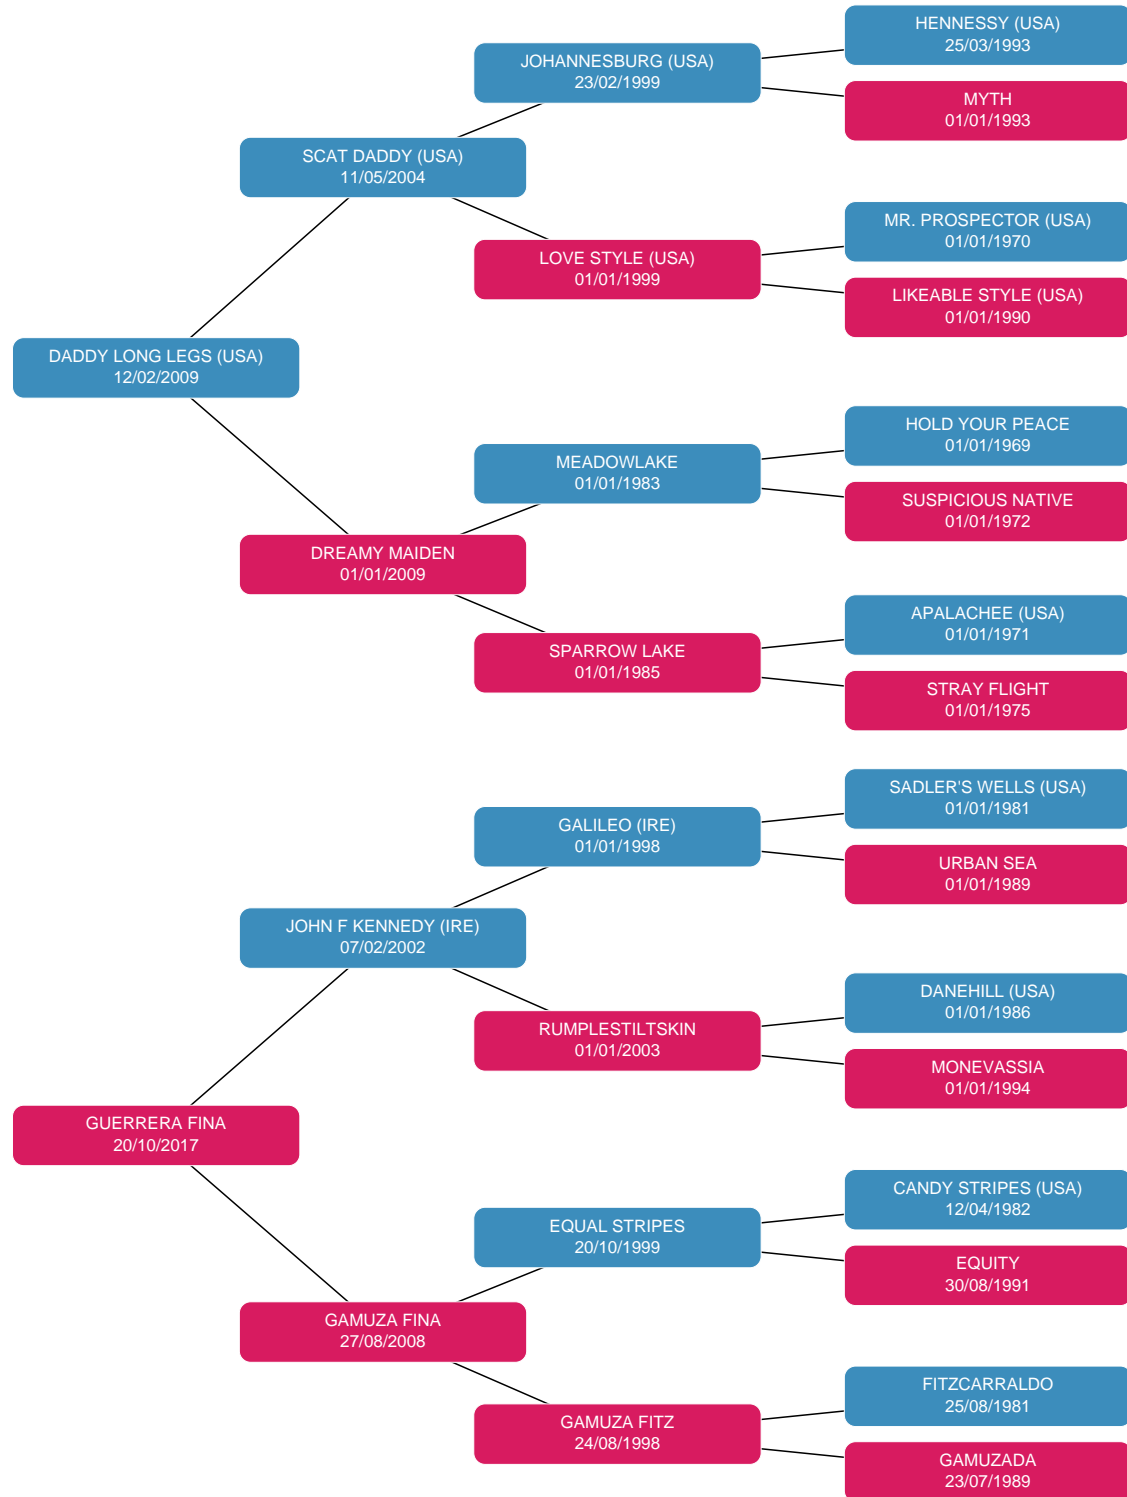 HENNESSY (USA)
25/03/1993
JOHANNESBURG (USA)
23/02/1999
MYTH
01/01/1993
SCAT DADDY (USA)
11/05/2004
MR. PROSPECTOR (USA)
01/01/1970
LOVE STYLE (USA)
01/01/1999
LIKEABLE STYLE (USA)
01/01/1990
DADDY LONG LEGS (USA)
12/02/2009
HOLD YOUR PEACE
01/01/1969
MEADOWLAKE
01/01/1983
SUSPICIOUS NATIVE
01/01/1972
DREAMY MAIDEN
01/01/2009
APALACHEE (USA)
01/01/1971
SPARROW LAKE
01/01/1985
STRAY FLIGHT
01/01/1975
SADLER'S WELLS (USA)
01/01/1981
GALILEO (IRE)
01/01/1998
URBAN SEA
01/01/1989
JOHN F KENNEDY (IRE)
07/02/2002
DANEHILL (USA)
01/01/1986
RUMPLESTILTSKIN
01/01/2003
MONEVASSIA
01/01/1994
GUERRERA FINA
20/10/2017
CANDY STRIPES (USA)
12/04/1982
EQUAL STRIPES
20/10/1999
EQUITY
30/08/1991
GAMUZA FINA
27/08/2008
FITZCARRALDO
25/08/1981
GAMUZA FITZ
24/08/1998
GAMUZADA
23/07/1989